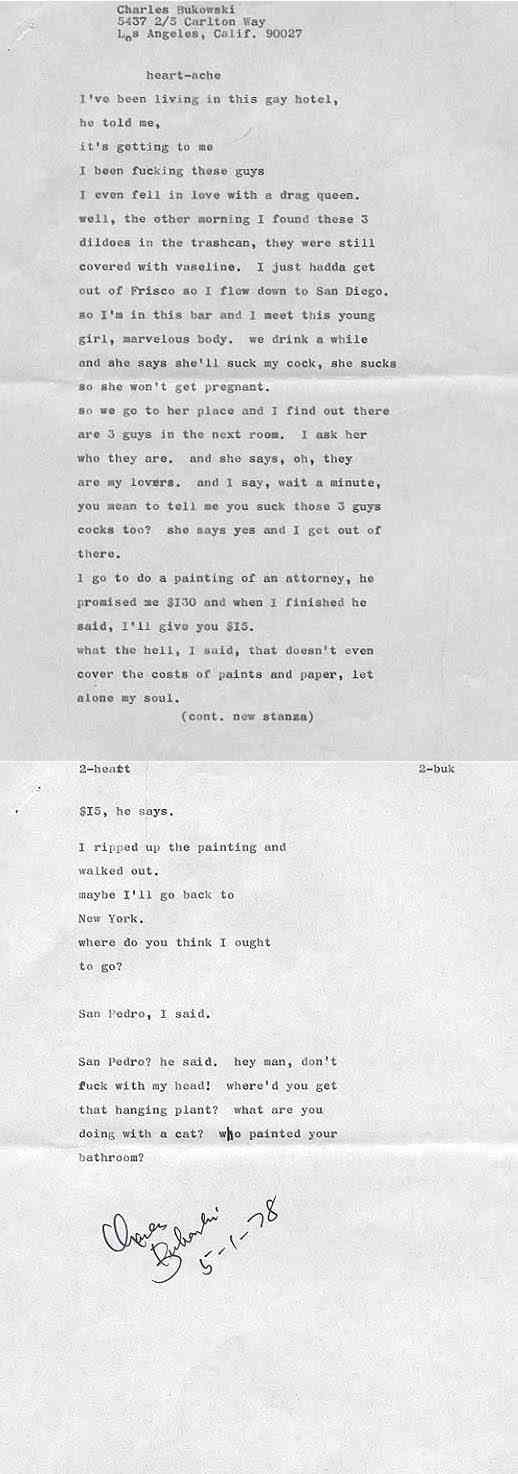 Charles Bukowski
5437 2/5 Carlton Way
Los Angeles, Calif. 90027
heart-ache
I've been living in this gay hotel,
he told me,
it's getting to me
I been fucking these guys
I even fell in love with a drag queen.
well, the other morning I found these 3
dildoes in the trashcan, they were still
covered with vaseline.  I just hadda get
out of Frisco so I flew down to San Diego.
so I'm in this bar and I meet this young
girl, marvelous body.  we drink a while
and she says she'll suck my cock, she sucks
so she won't get pregnant.
so we go to her place and I find out there
are 3 guys in the next room.  I ask her
who they are.  and she says, oh, they
are my lovers.  and I say, wait a minute,
you mean to tell me you suck those 3 guys
cocks too?  she says yes and I get out of
there.
I go to do a painting of an attorney, he
promised me $I30 and when I finished he
said, I'll give you $I5.
what the hell, I said, that doesn't even
cover the costs of paints and paper, let
alone my soul.
(cont. new stanza)
2-heart 2-buk
$I5, he says.
I ripped up the painting and
walked out.
maybe I'll go back to
New York.
where do you think I ought
to go?
San Pedro, I said.
San Pedro? he said.  hey man, don't
fuck with my head!  where'd you get
that hanging plant?  what are you
doing with a cat?  who painted your
bathroom?
Charles
Bukowski
5-1-78